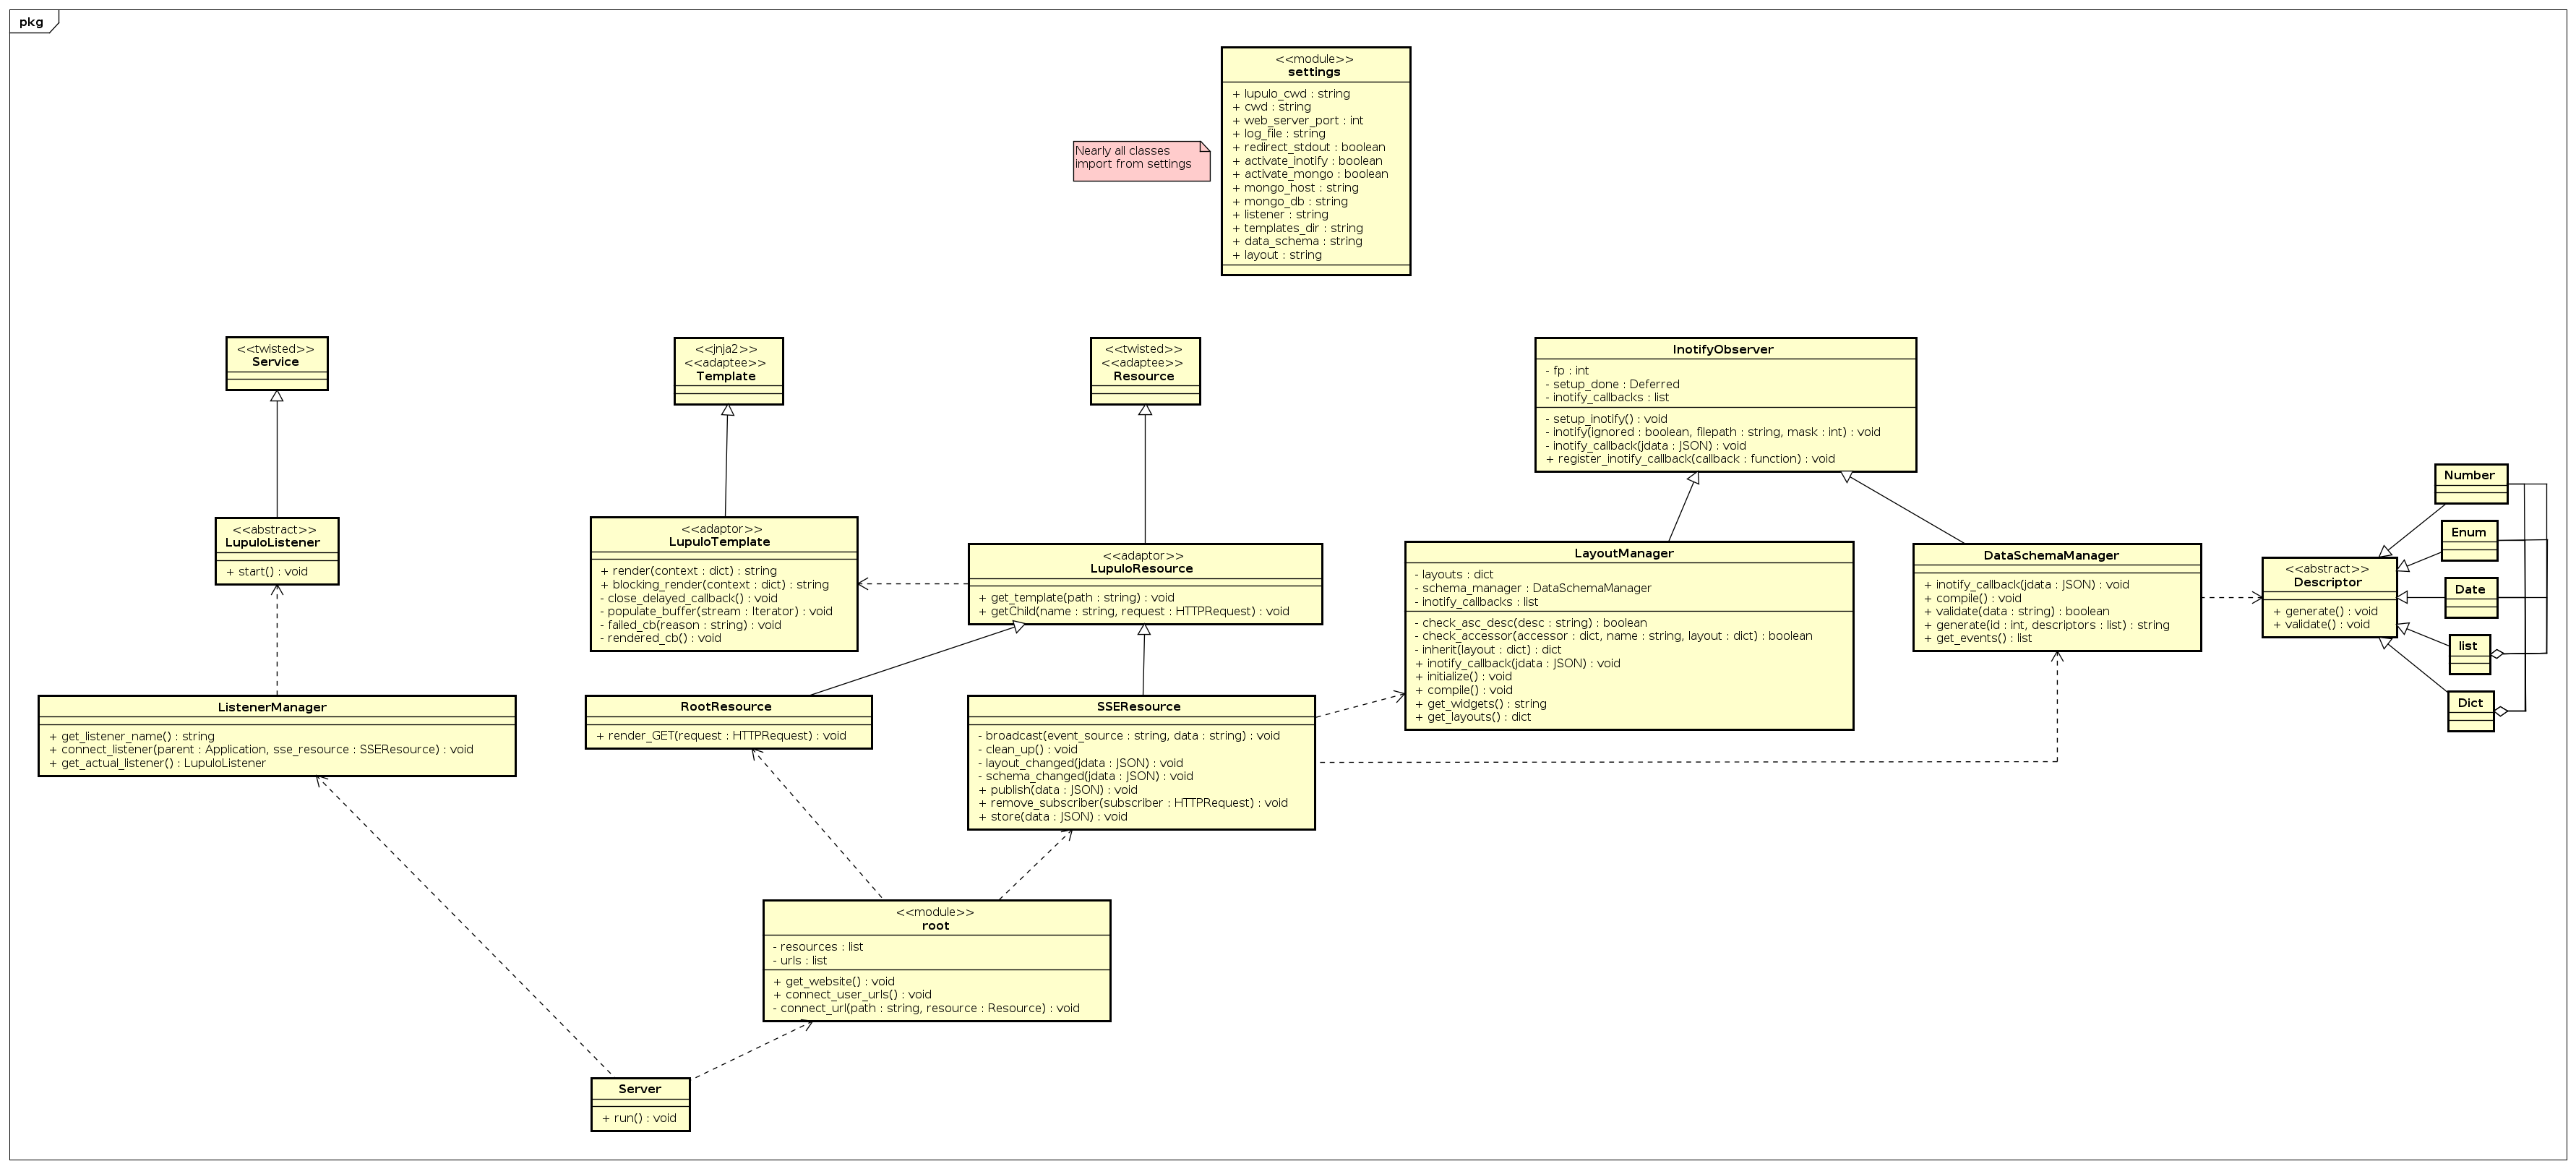 pkg
<<module>>
settings
+ lupulo_cwd : string
+ cwd : string
+ web_server_port : int
+ log_file : string
+ redirect_stdout : boolean
+ activate_inotify : boolean
+ activate_mongo : boolean
+ mongo_host : string
+ mongo_db : string
+ listener : string
+ templates_dir : string
+ data_schema : string
+ layout : string
Nearly all classes
import from settings
<<twisted>>
Service
<<jnja2>>
<<adaptee>>
Template
<<twisted>>
<<adaptee>>
Resource
InotifyObserver
- fp : int
- setup_done : Deferred
- inotify_callbacks : list
- setup_inotify() : void
- inotify(ignored : boolean, filepath : string, mask : int) : void
- inotify_callback(jdata : JSON) : void
+ register_inotify_callback(callback : function) : void
<<abstract>>
LupuloListener
+ start() : void
<<adaptor>>
LupuloTemplate
+ render(context : dict) : string
+ blocking_render(context : dict) : string
- close_delayed_callback() : void
- populate_buffer(stream : Iterator) : void
- failed_cb(reason : string) : void
- rendered_cb() : void
<<adaptor>>
LupuloResource
+ get_template(path : string) : void
+ getChild(name : string, request : HTTPRequest) : void
LayoutManager
- layouts : dict
- schema_manager : DataSchemaManager
- inotify_callbacks : list
- check_asc_desc(desc : string) : boolean
- check_accessor(accessor : dict, name : string, layout : dict) : boolean
- inherit(layout : dict) : dict
+ inotify_callback(jdata : JSON) : void
+ initialize() : void
+ compile() : void
+ get_widgets() : string
+ get_layouts() : dict
DataSchemaManager
+ inotify_callback(jdata : JSON) : void
+ compile() : void
+ validate(data : string) : boolean
+ generate(id : int, descriptors : list) : string
+ get_events() : list
<<abstract>>
Descriptor
+ generate() : void
+ validate() : void
Number
Enum
Date
list
Dict
ListenerManager
+ get_listener_name() : string
+ connect_listener(parent : Application, sse_resource : SSEResource) : void
+ get_actual_listener() : LupuloListener
RootResource
+ render_GET(request : HTTPRequest) : void
SSEResource
- broadcast(event_source : string, data : string) : void
- clean_up() : void
- layout_changed(jdata : JSON) : void
- schema_changed(jdata : JSON) : void
+ publish(data : JSON) : void
+ remove_subscriber(subscriber : HTTPRequest) : void
+ store(data : JSON) : void
<<module>>
root
- resources : list
- urls : list
+ get_website() : void
+ connect_user_urls() : void
- connect_url(path : string, resource : Resource) : void
Server
+ run() : void